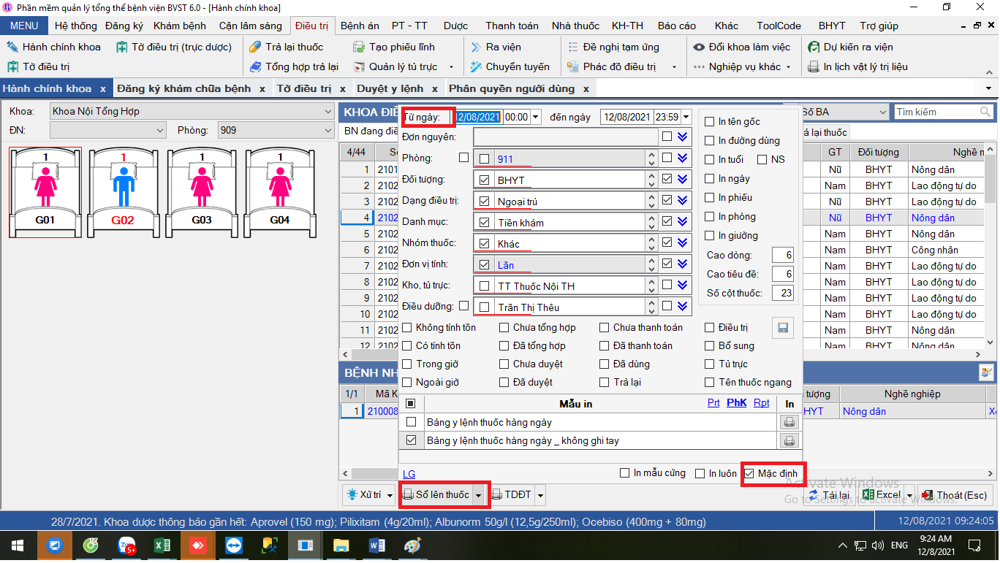 Phần mềm quản lý tổng thể bệnh viện BVST 6.0 - [Hành chính khoa]
MENU Hệ thống Đăng ký Khám bệnh Cận lâm sàng Điều trị Bệnh án PT - TT Dược Thanh toán Nhà thuốc KH-TH Báo cáo Khác ToolCode BHYT Trợ giúp
Hành chính khoa Tờ điều trị (trực dược) Trả lại thuốc Tạo phiếu lĩnh Ra viện Đề nghị tạm ứng Đổi khoa làm việc Dự kiến ra viện
Tờ điều trị Tổng hợp trả lại Quản lý tủ trực Chuyển tuyến Phác đồ điều trị Nghiệp vụ khác In lịch vật lý trị liệu
Hành chính khoa x Đăng ký khám chữa bệnh x Tờ điều trị x Duyệt y lệnh x Phân quyền người dùng x
Khoa: Khoa Nội Tổng Hợp
ĐN: Phòng: 909
1 1 1 1
G01 G02 G03 G04
KHOA ĐIỀ
Số BA Tìm kiếm
BN đang điề
ả lại thuốc
4/44 Số GT Đối tượng Nghề n
1 2101 Nữ BHYT Nông dân
2 2102 Nam BHYT Lao động tự do
3 2102 Nữ BHYT Lao động tự do
4 2102 Nữ BHYT Nông dân
5 2102 Nam BHYT Nông dân
6 2102 Nam BHYT Công nhân
7 2102 Nam BHYT Lao động tự do
8 2102 Nam BHYT Lao động tự do
9 2102 Nam BHYT Lao động tự do
10 2102 Nam BHYT Lao động tự do
11 2102 Nam BHYT Nông dân
12 2102 Nam BHYT Nông dân
Từ ngày: 12/08/2021 00:00 đến ngày 12/08/2021 23:59
Đơn nguyên:
Phòng: 911
Đối tượng: BHYT
Dạng điều trị: Ngoại trú
Danh mục: Tiền khám
Nhóm thuốc: Khác
Đơn vị tính: Lần
Kho, tủ trực: TT Thuốc Nội TH
Điều dưỡng: Trần Thị Thêu
In tên gốc
In đường dùng
In tuổi NS
In ngày
In phiếu
In phòng
In giường
Cao dòng: 6
Cao tiêu đề: 6
Số cột thuốc: 23
Không tính tồn Chưa tổng hợp Chưa thanh toán Điều trị
Có tính tồn Đã tổng hợp Đã thanh toán Bổ sung
Trong giờ Chưa duyệt Đã dùng Tủ trực
Ngoài giờ Đã duyệt Trả lại Tên thuốc ngang
Mẫu in Prt PhK Rpt In
Bảng y lệnh thuốc hàng ngày
Bảng y lệnh thuốc hàng ngày _ không ghi tay
LG In mẫu cứng In luôn Mặc định
BỆNH NH
1/1 Mã K tượng Nghề nghiệp
1 210008 HYT Nông dân
Xử trí Sổ lên thuốc TDĐT Tải lại Excel Thoát (Esc)
Activate Windows
Go to Settings to activate Windows.
28/7/2021. Khoa dược thông báo gần hết: Aprovel (150 mg); Pilixitam (4g/20ml); Albunorm 50g/l (12,5g/250ml); Ocebiso (400mg + 80mg) 12/08/2021 09:24:05
Zalo 5+ ENG 9:24 AM
12/8/2021